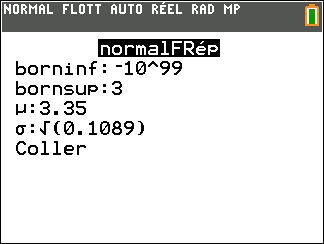 NORMAL FLOTT AUTO RÉEL RAD MP
normalFRép
borninf:-10^99
bornsup:3
μ:3.35
σ:√(0.1089)
Coller